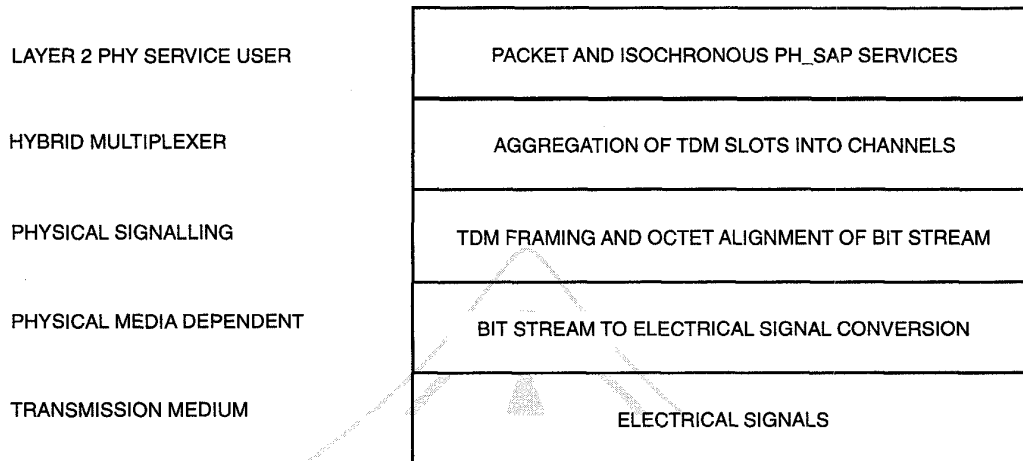 LAYER 2 PHY SERVICE USER
PACKET AND ISOCHRONOUS PH_SAP SERVICES
HYBRID MULTIPLEXER
AGGREGATION OF TDM SLOTS INTO CHANNELS
PHYSICAL SIGNALLING
TDM FRAMING AND OCTET ALIGNMENT OF BIT STREAM
PHYSICAL MEDIA DEPENDENT
BIT STREAM TO ELECTRICAL SIGNAL CONVERSION
TRANSMISSION MEDIUM
ELECTRICAL SIGNALS